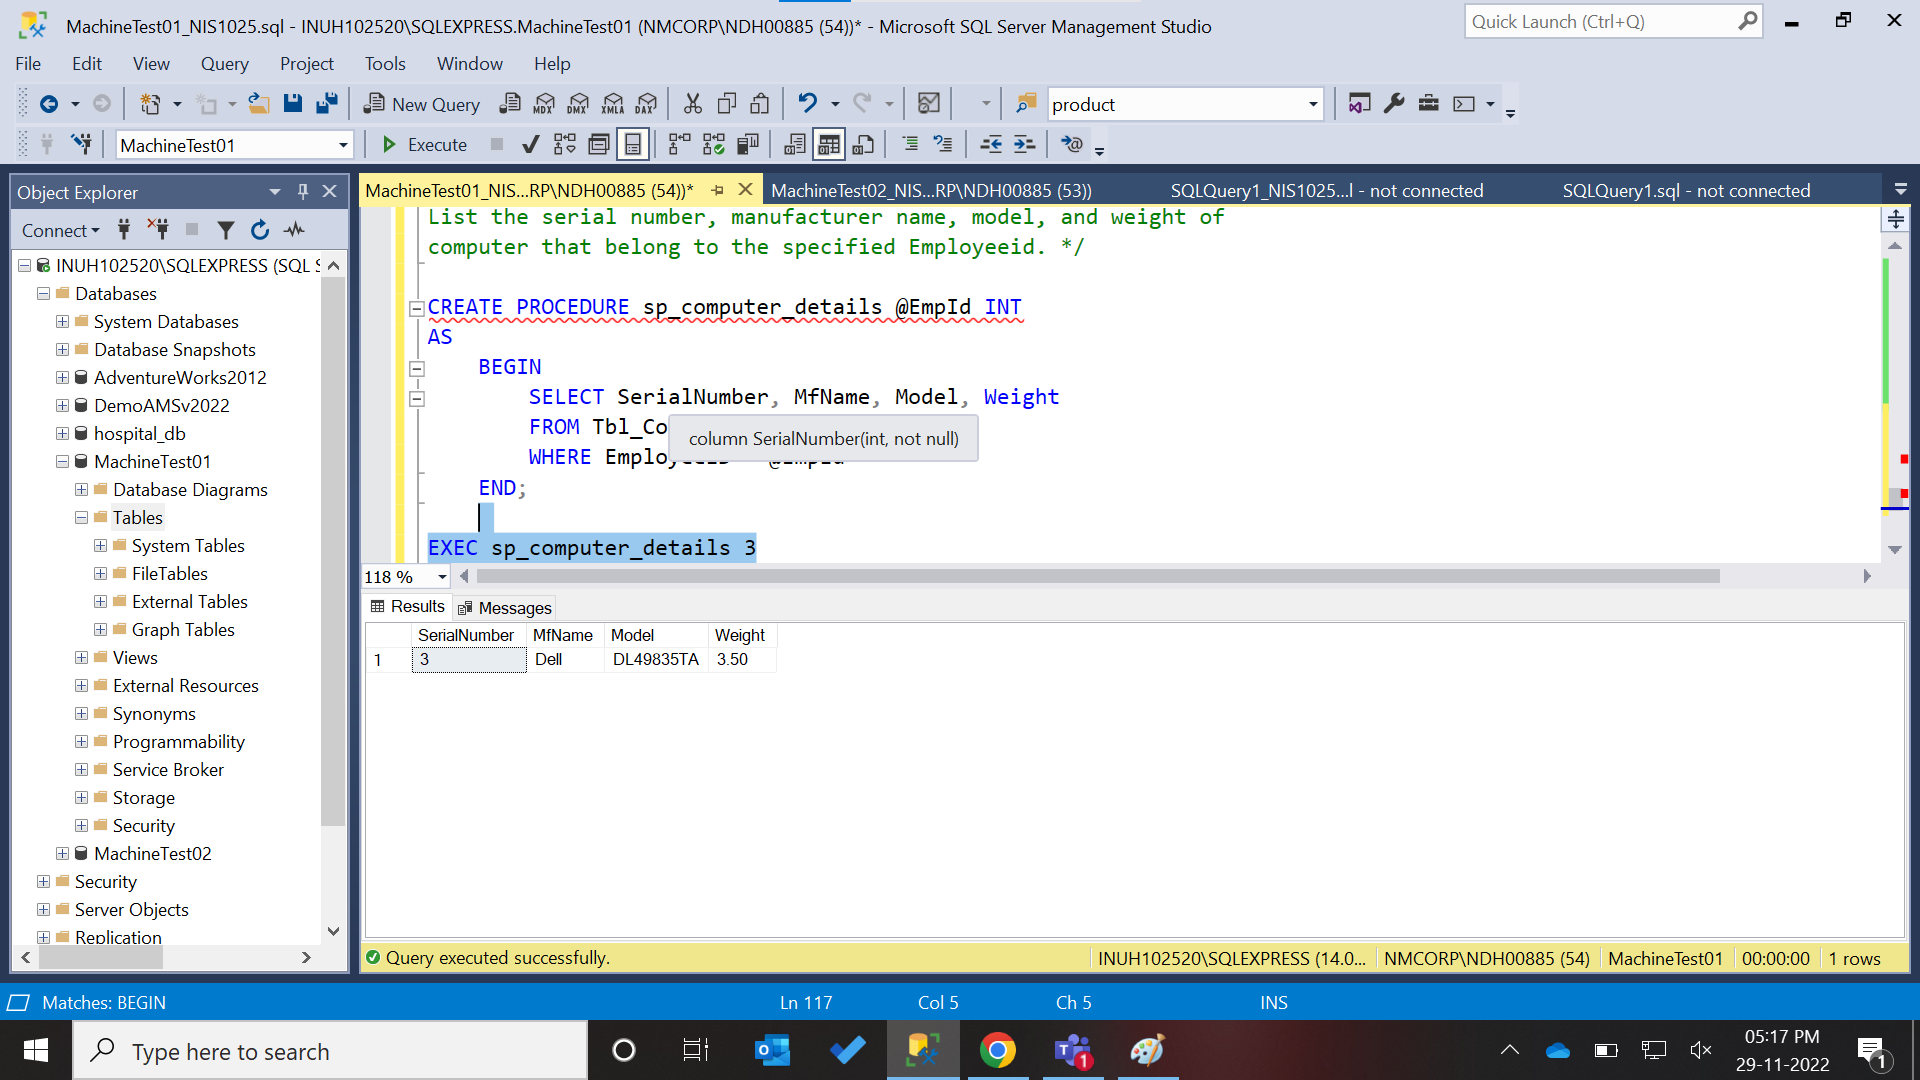 MachineTest01_NIS1025.sql - INUH102520\SQLEXPRESS.MachineTest01 (NMCORP\NDH00885 (54))* - Microsoft SQL Server Management Studio
Quick Launch (Ctrl+Q)
File Edit View Query Project Tools Window Help
New Query MDX DMX XMLA DAX product
MachineTest01 Execute
Object Explorer
Connect
INUH102520\SQLEXPRESS (SQL S
Databases
System Databases
Database Snapshots
AdventureWorks2012
DemoAMSv2022
hospital_db
MachineTest01
Database Diagrams
Tables
System Tables
FileTables
External Tables
Graph Tables
Views
External Resources
Synonyms
Programmability
Service Broker
Storage
Security
MachineTest02
Security
Server Objects
Replication
MachineTest01_NIS...RP\NDH00885 (54))* MachineTest02_NIS...RP\NDH00885 (53)) SQLQuery1_NIS1025...l - not connected SQLQuery1.sql - not connected
List the serial number, manufacturer name, model, and weight of
computer that belong to the specified Employeeid. */
CREATE PROCEDURE sp_computer_details @EmpId INT
AS
BEGIN
SELECT SerialNumber, MfName, Model, Weight
FROM Tbl_Co
column SerialNumber(int, not null)
WHERE
END;
EXEC sp_computer_details 3
118 %
Results Messages
SerialNumber MfName Model Weight
1 3 Dell DL49835TA 3.50
Query executed successfully. INUH102520\SQLEXPRESS (14.0... NMCORP\NDH00885 (54) MachineTest01 00:00:00 1 rows
Matches: BEGIN Ln 117 Col 5 Ch 5 INS
Type here to search
1
05:17 PM
29-11-2022
1